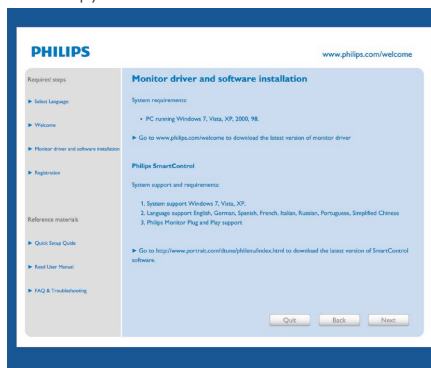 PHILIPS
www.philips.com/welcome
Required steps
► Select Language
► Welcome
► Monitor driver and software installation
► Registration
Reference materials
► Quick Setup Guide
► Read User Manual
► FAQ & Troubleshooting
Monitor driver and software installation
System requirements:
• PC running Windows 7, Vista, XP, 2000, 98.
► Go to www.philips.com/welcome to download the latest version of monitor driver
Philips SmartControl
System support and requirements:
1. System support Windows 7, Vista, XP.
2. Language support English, German, Spanish, French, Italian, Russian, Portuguese, Simplified Chinese
3. Philips Monitor Plug and Play support
► Go to http://www.portrait.com/dtune/philenu/index.html to download the latest version of SmartControl
software.
Quit
Back
Next